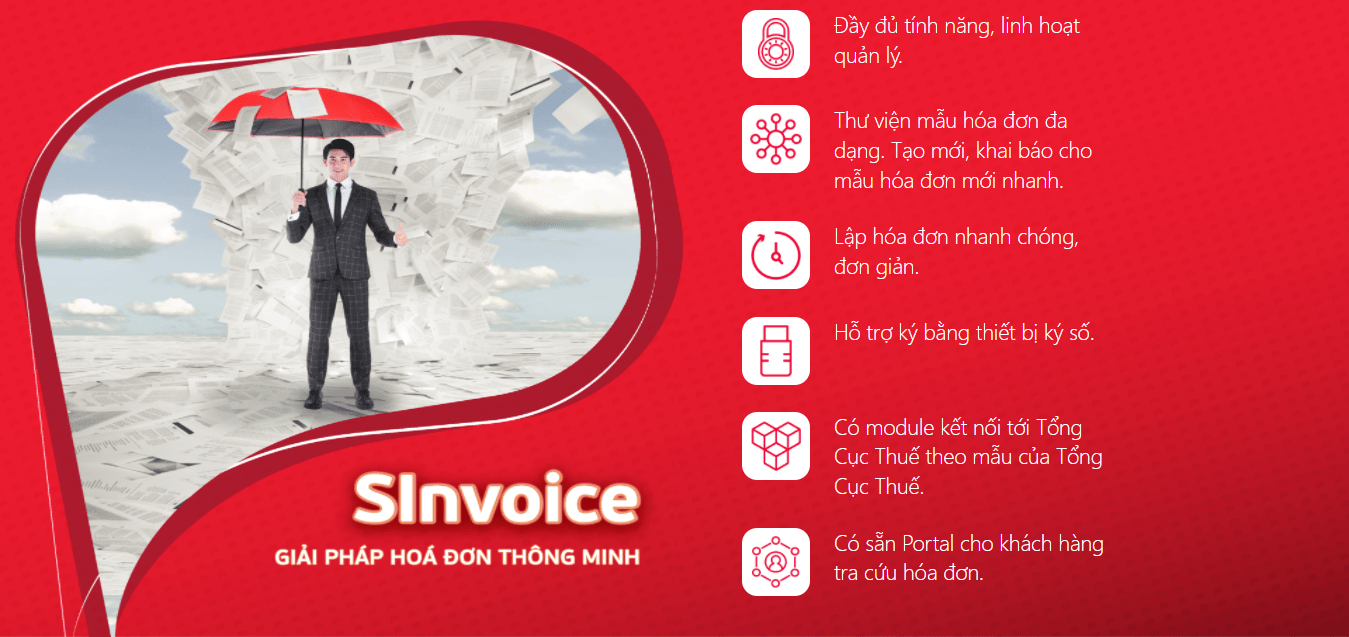 SInvoice
GIẢI PHÁP HOÁ ĐƠN THÔNG MINH
Đầy đủ tính năng, linh hoạt
quản lý.
Thư viện mẫu hóa đơn đa
dạng. Tạo mới, khai báo cho
mẫu hóa đơn mới nhanh.
Lập hóa đơn nhanh chóng,
đơn giản.
Hỗ trợ ký bằng thiết bị ký số.
Có module kết nối tới Tổng
Cục Thuế theo mẫu của Tổng
Cục Thuế.
Có sẵn Portal cho khách hàng
tra cứu hóa đơn.